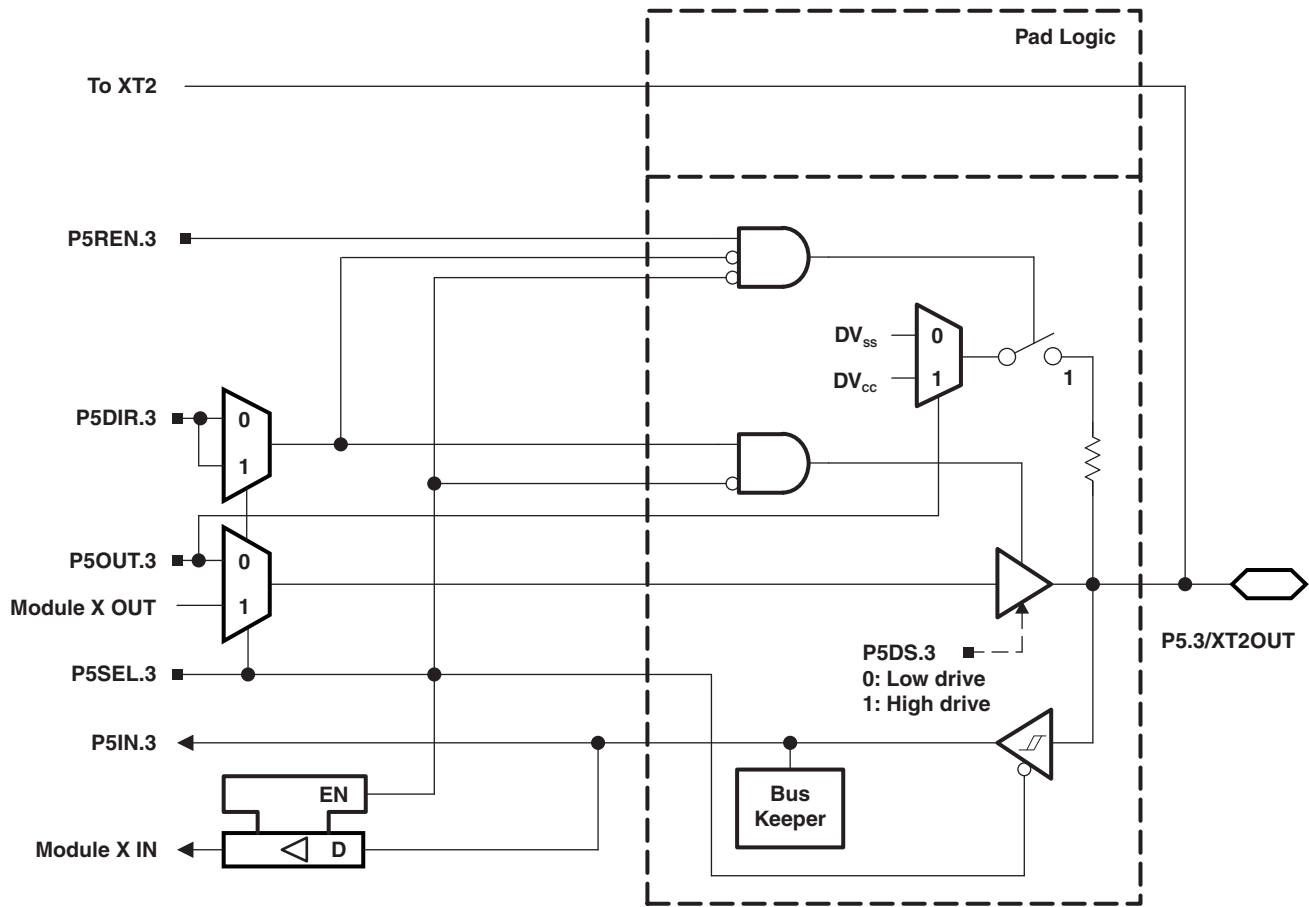 Pad Logic
To XT2
P5REN.3
DVSS
0
DVCC
1
1
P5DIR.3
0
1
P5OUT.3
0
Module X OUT
1
P5SEL.3
P5DS.3
0: Low drive
1: High drive
P5.3/XT2OUT
P5IN.3
EN
Bus
Keeper
Module X IN
D